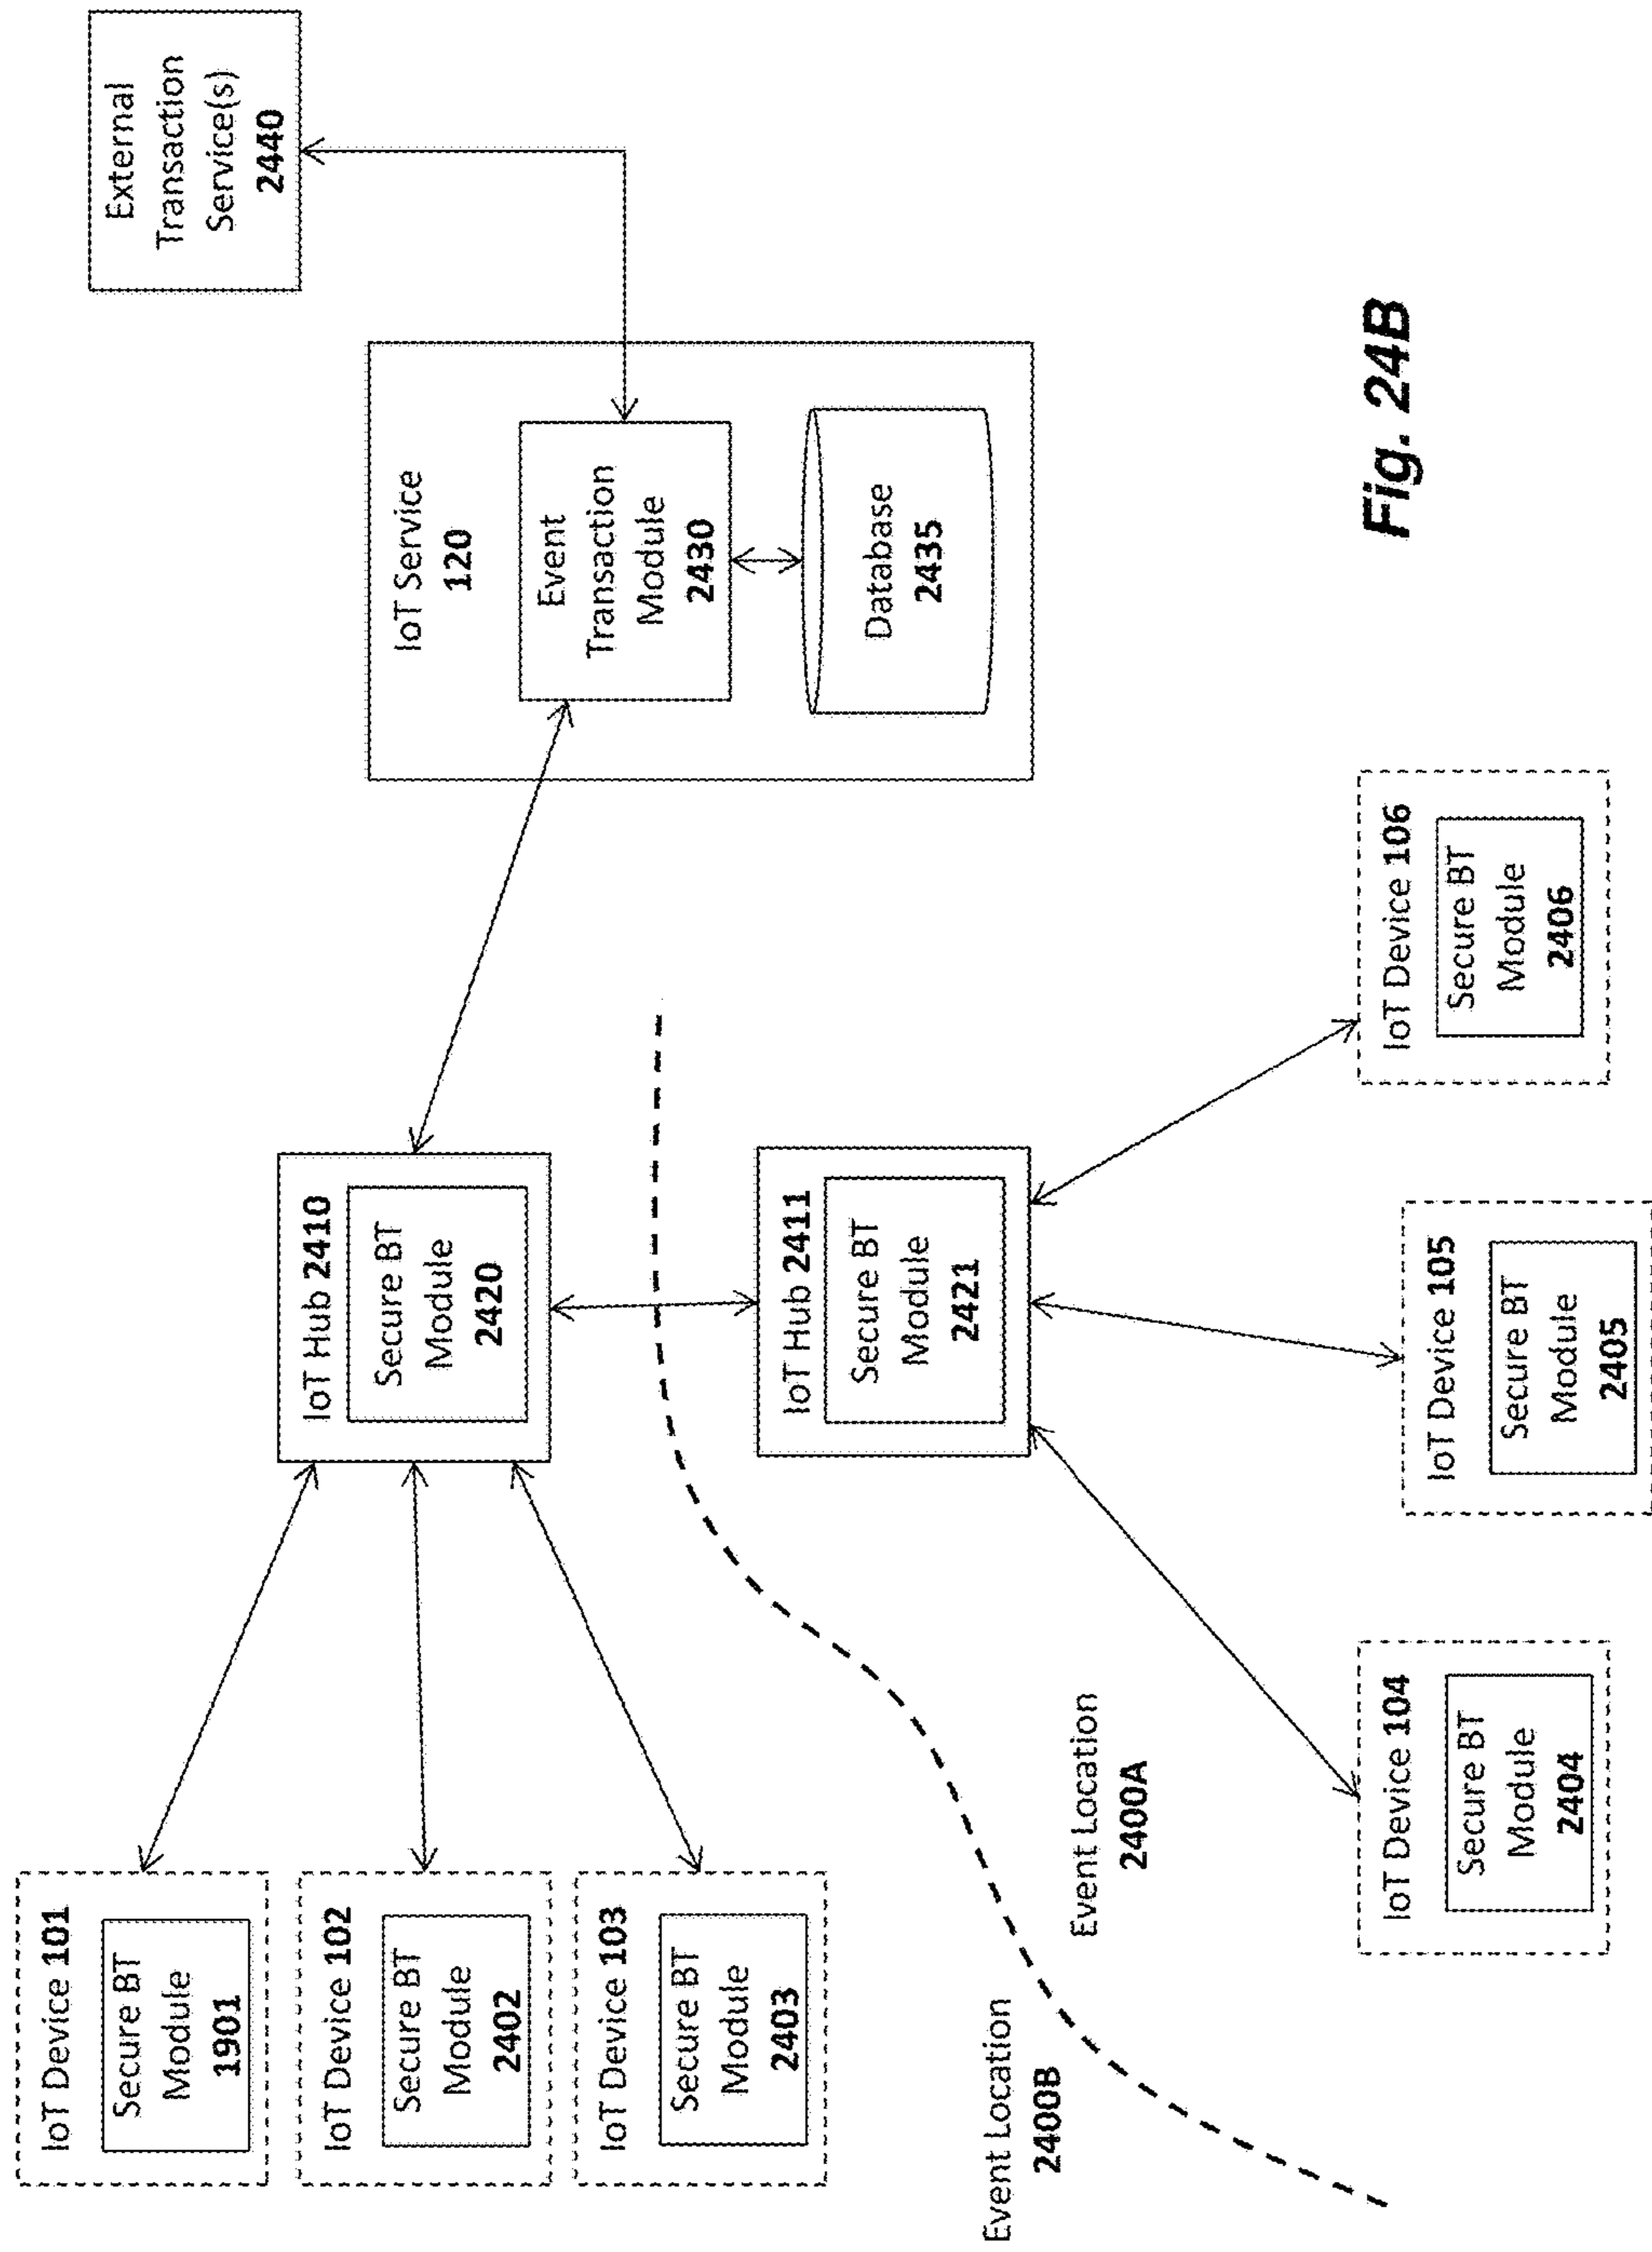 External
Transaction
Service(s)
2440
IoT Service
120
Event
Transaction
Module
2430
Database
2435
IoT Hub 2410
Secure BT
Module
2420
IoT Device 101
Secure BT
Module
1901
IoT Device 102
Secure BT
Module
2402
IoT Device 103
Secure BT
Module
2403
IoT Hub 2411
Secure BT
Module
2421
Event Location
2400B
Event Location
2400A
IoT Device 104
Secure BT
Module
2404
IoT Device 105
Secure BT
Module
2405
IoT Device 106
Secure BT
Module
2406
Fig. 24B